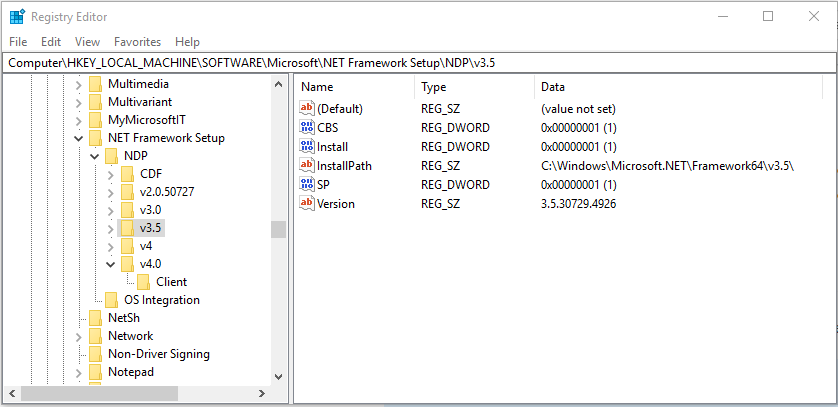 Registry Editor
File Edit View Favorites Help
Computer\HKEY_LOCAL_MACHINE\SOFTWARE\Microsoft\NET Framework Setup\NDP\v3.5
Multimedia
Multivariant
MyMicrosoftIT
NET Framework Setup
NDP
CDF
v2.0.50727
v3.0
v3.5
v4
v4.0
Client
OS Integration
NetSh
Network
Non-Driver Signing
Notepad
Name Type Data
(Default) REG_SZ (value not set)
CBS REG_DWORD 0x00000001 (1)
Install REG_DWORD 0x00000001 (1)
InstallPath REG_SZ C:\Windows\Microsoft.NET\Framework64\v3.5\
SP REG_DWORD 0x00000001 (1)
Version REG_SZ 3.5.30729.4926